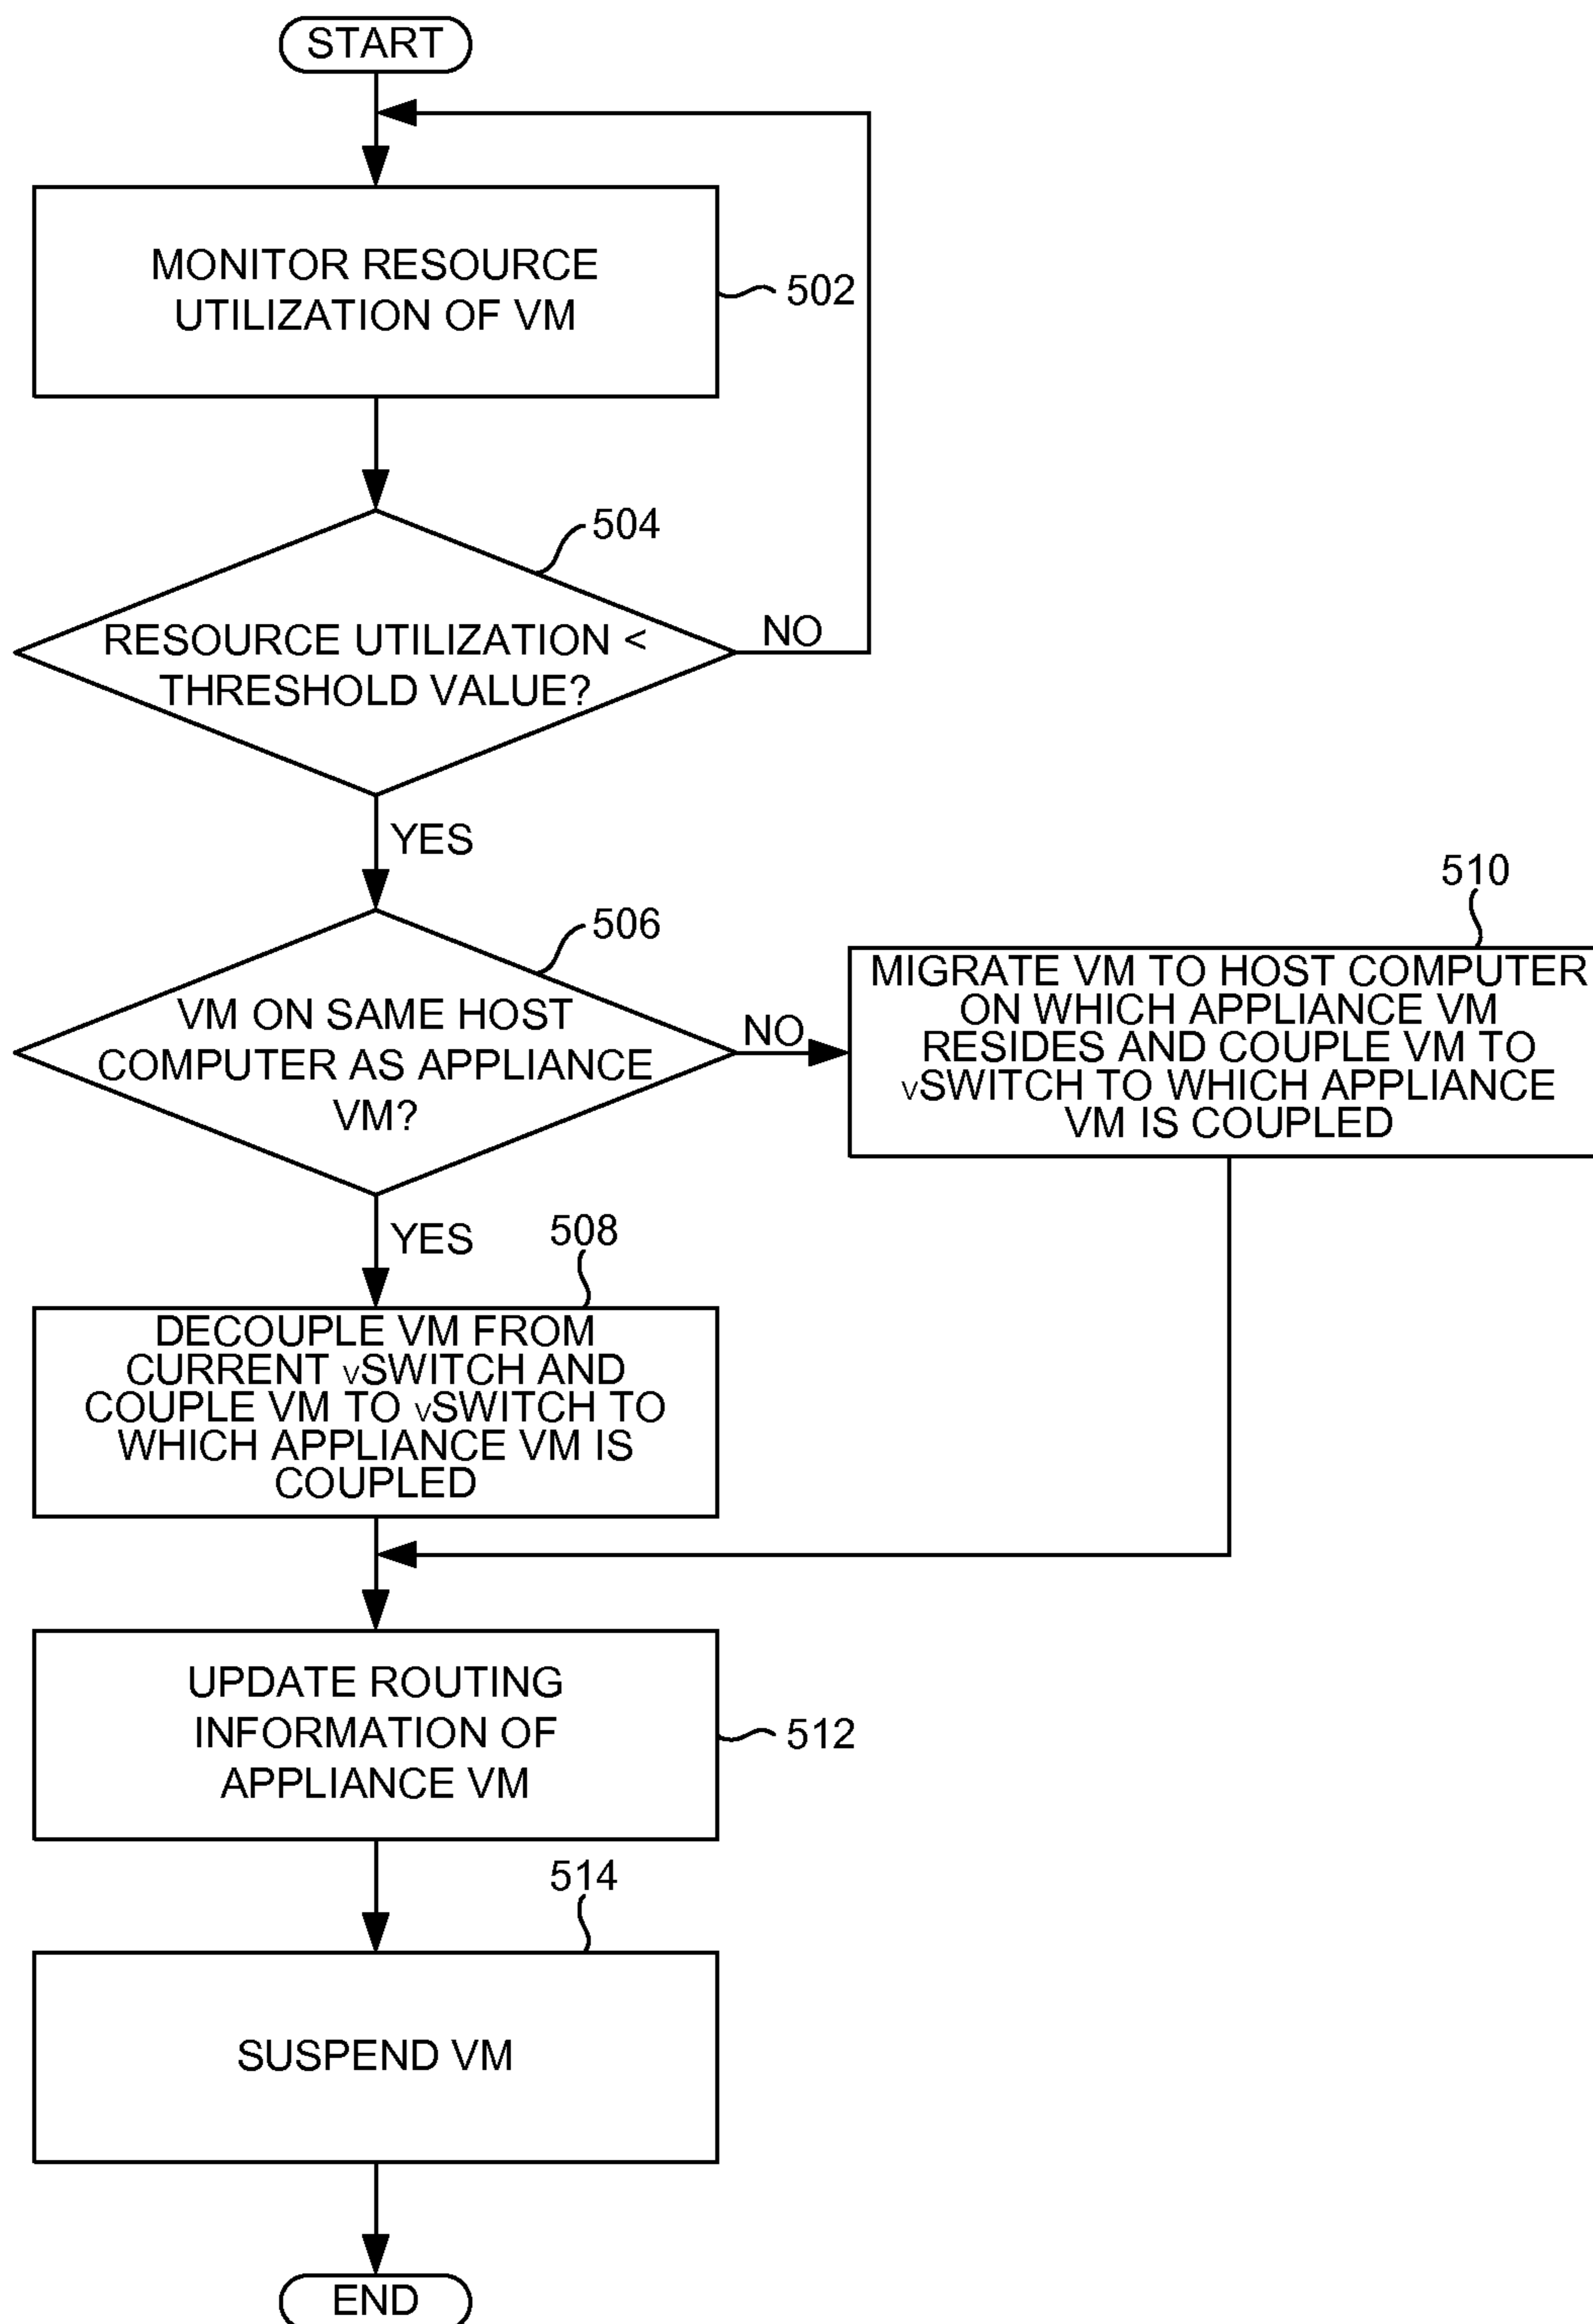 START
MONITOR RESOURCE
UTILIZATION OF VM
502
504
RESOURCE UTILIZATION <
THRESHOLD VALUE?
NO
YES
506
VM ON SAME HOST
COMPUTER AS APPLIANCE
VM?
NO
510
MIGRATE VM TO HOST COMPUTER
ON WHICH APPLIANCE VM
RESIDES AND COUPLE VM TO
vSWITCH TO WHICH APPLIANCE
VM IS COUPLED
YES
508
DECOUPLE VM FROM
CURRENT vSWITCH AND
COUPLE VM TO vSWITCH TO
WHICH APPLIANCE VM IS
COUPLED
UPDATE ROUTING
INFORMATION OF
APPLIANCE VM
512
514
SUSPEND VM
END